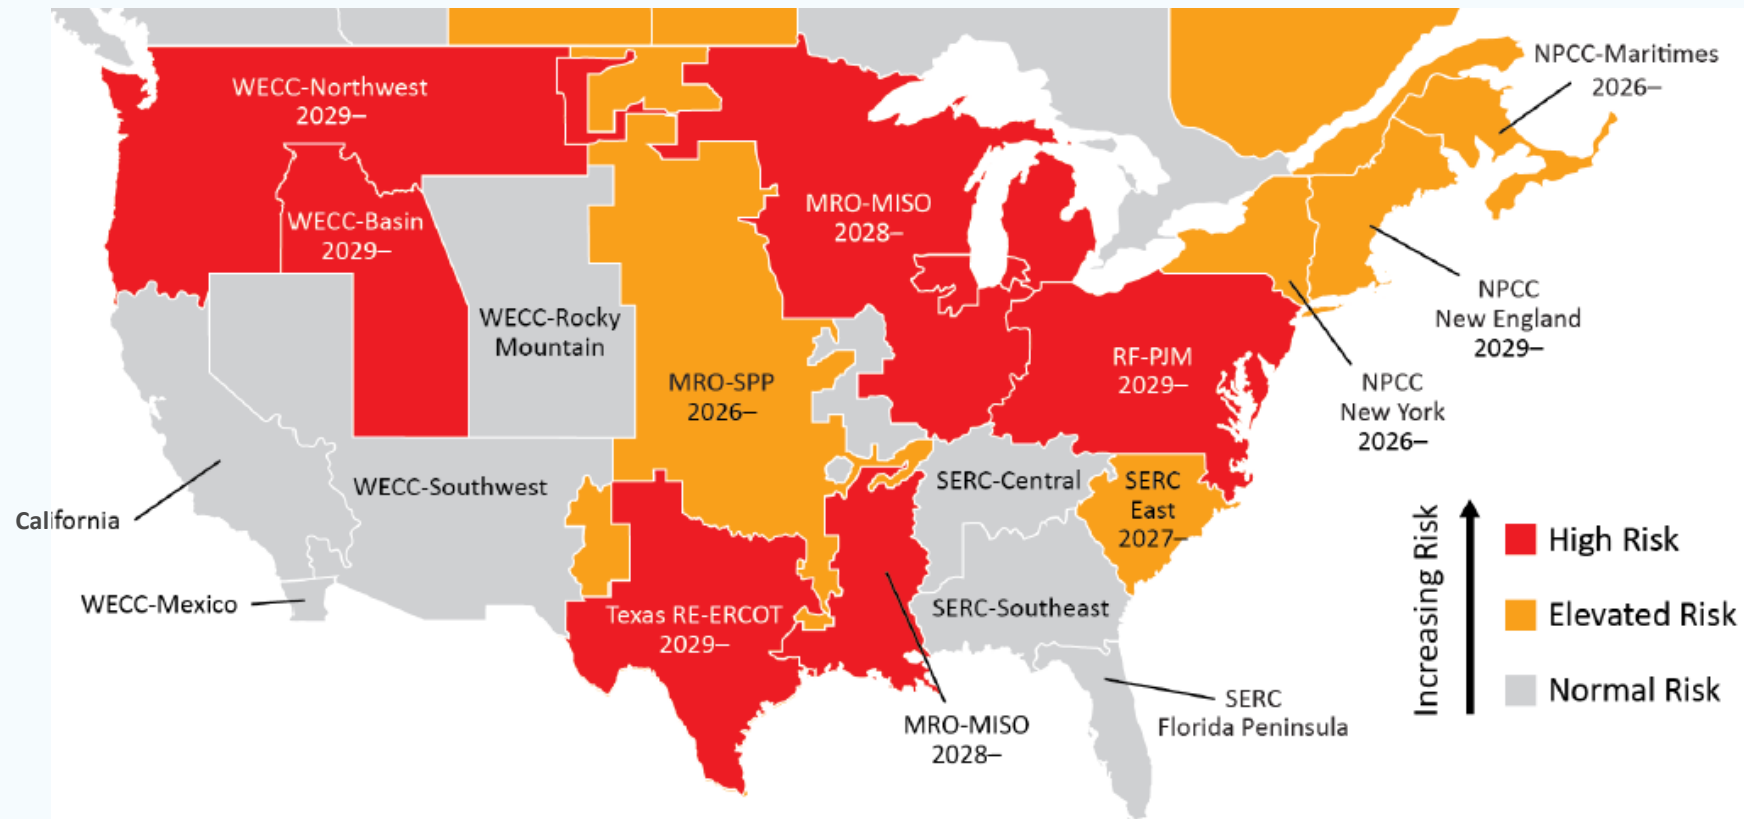 NPCC-Maritimes
2026–
WECC-Northwest
2029–
WECC-Basin
2029–
MRO-MISO
2028–
WECC-Rocky
Mountain
NPCC
New England
2029–
RF-PJM
2029–
MRO-SPP
2026–
NPCC
New York
2026–
WECC-Southwest
SERC-Central
SERC
East
2027–
California
WECC-Mexico
Texas RE-ERCOT
2029–
SERC-Southeast
MRO-MISO
2028–
SERC
Florida Peninsula
Increasing Risk
High Risk
Elevated Risk
Normal Risk